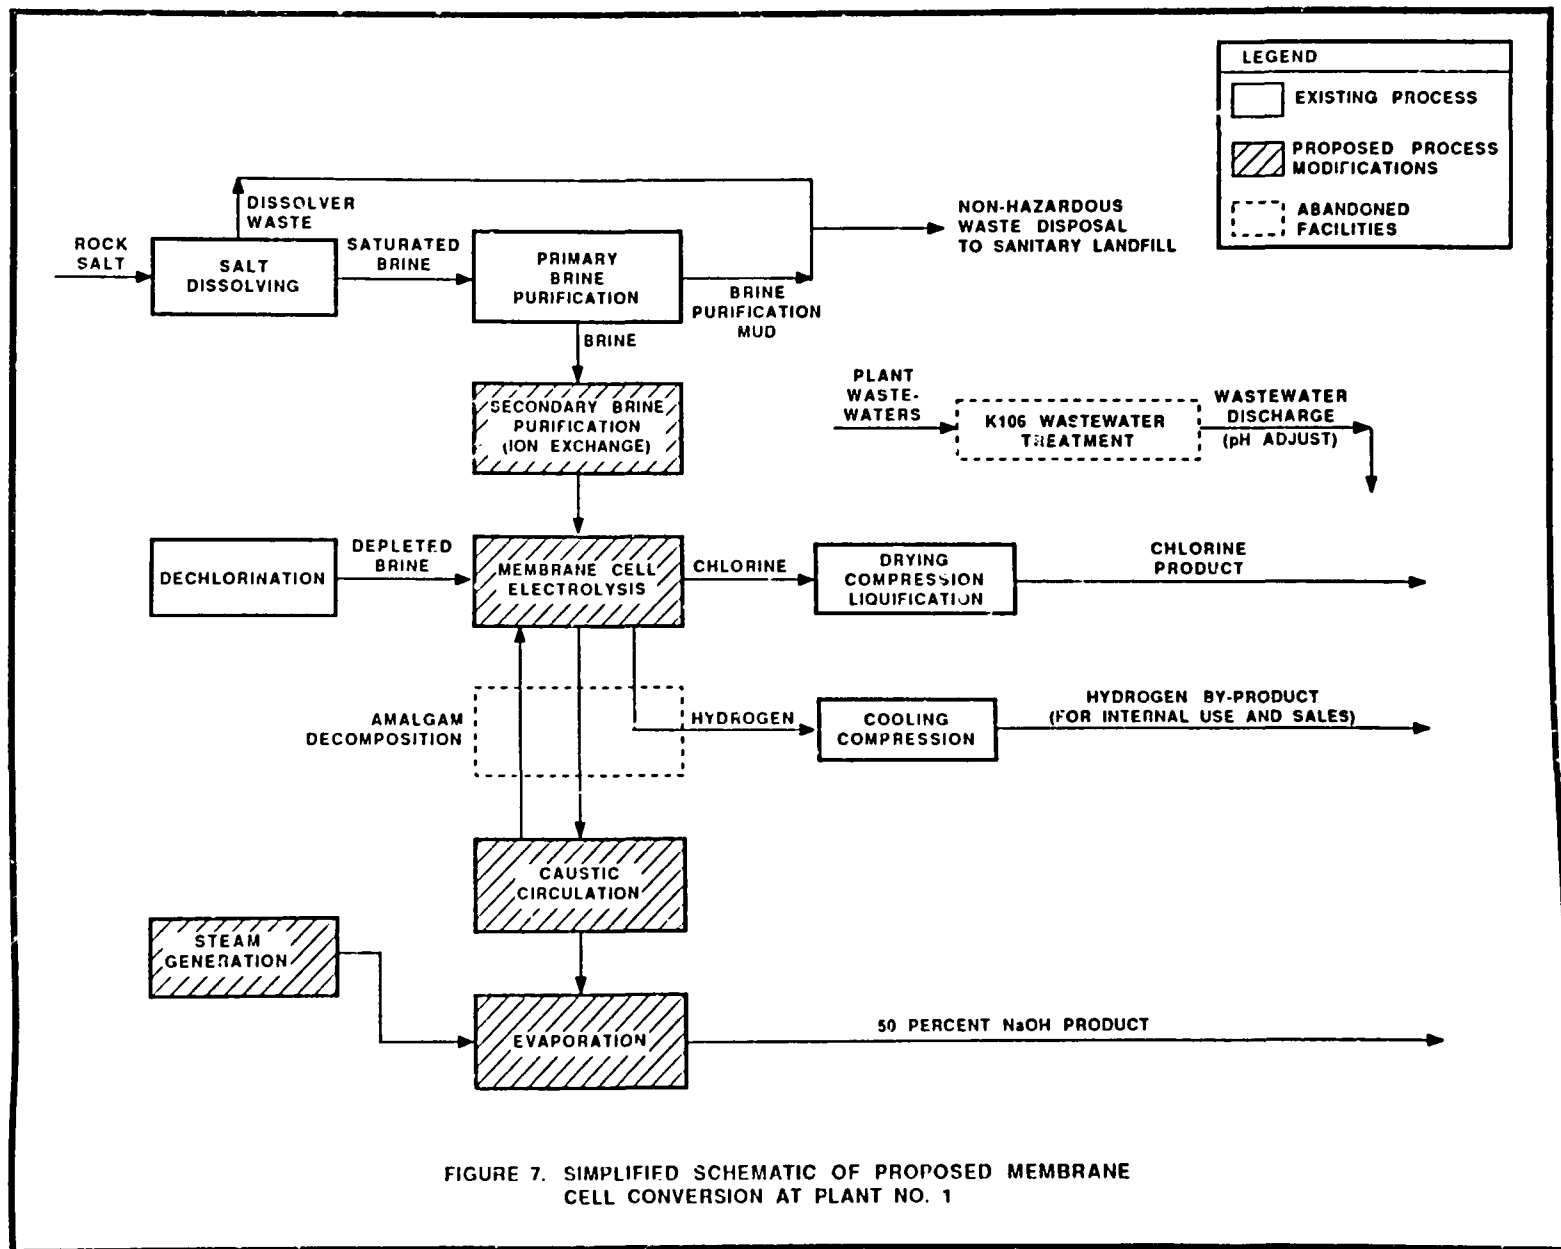 LEGEND
EXISTING PROCESS
PROPOSED PROCESS
MODIFICATIONS
ABANDONED
FACILITIES
DISSOLVER
WASTE
NON-HAZARDOUS
WASTE DISPOSAL
TO SANITARY LANDFILL
ROCK
SALT
SALT
DISSOLVING
SATURATED
BRINE
PRIMARY
BRINE
PURIFICATION
BRINE
PURIFICATION
MUD
BRINE
SECONDARY BRINE
PURIFICATION
(ION EXCHANGE)
PLANT
WASTE-
WATERS
K106 WASTEWATER
TREATMENT
WASTEWATER
DISCHARGE
(pH ADJUST)
DECHLORINATION
DEPLETED
BRINE
MEMBRANE CELL
ELECTROLYSIS
CHLORINE
DRYING
COMPRESSION
LIQUIFICATION
CHLORINE
PRODUCT
AMALGAM
DECOMPOSITION
HYDROGEN
COOLING
COMPRESSION
HYDROGEN BY-PRODUCT
(FOR INTERNAL USE AND SALES)
CAUSTIC
CIRCULATION
STEAM
GENERATION
EVAPORATION
50 PERCENT NaOH PRODUCT
FIGURE 7. SIMPLIFIED SCHEMATIC OF PROPOSED MEMBRANE
CELL CONVERSION AT PLANT NO. 1